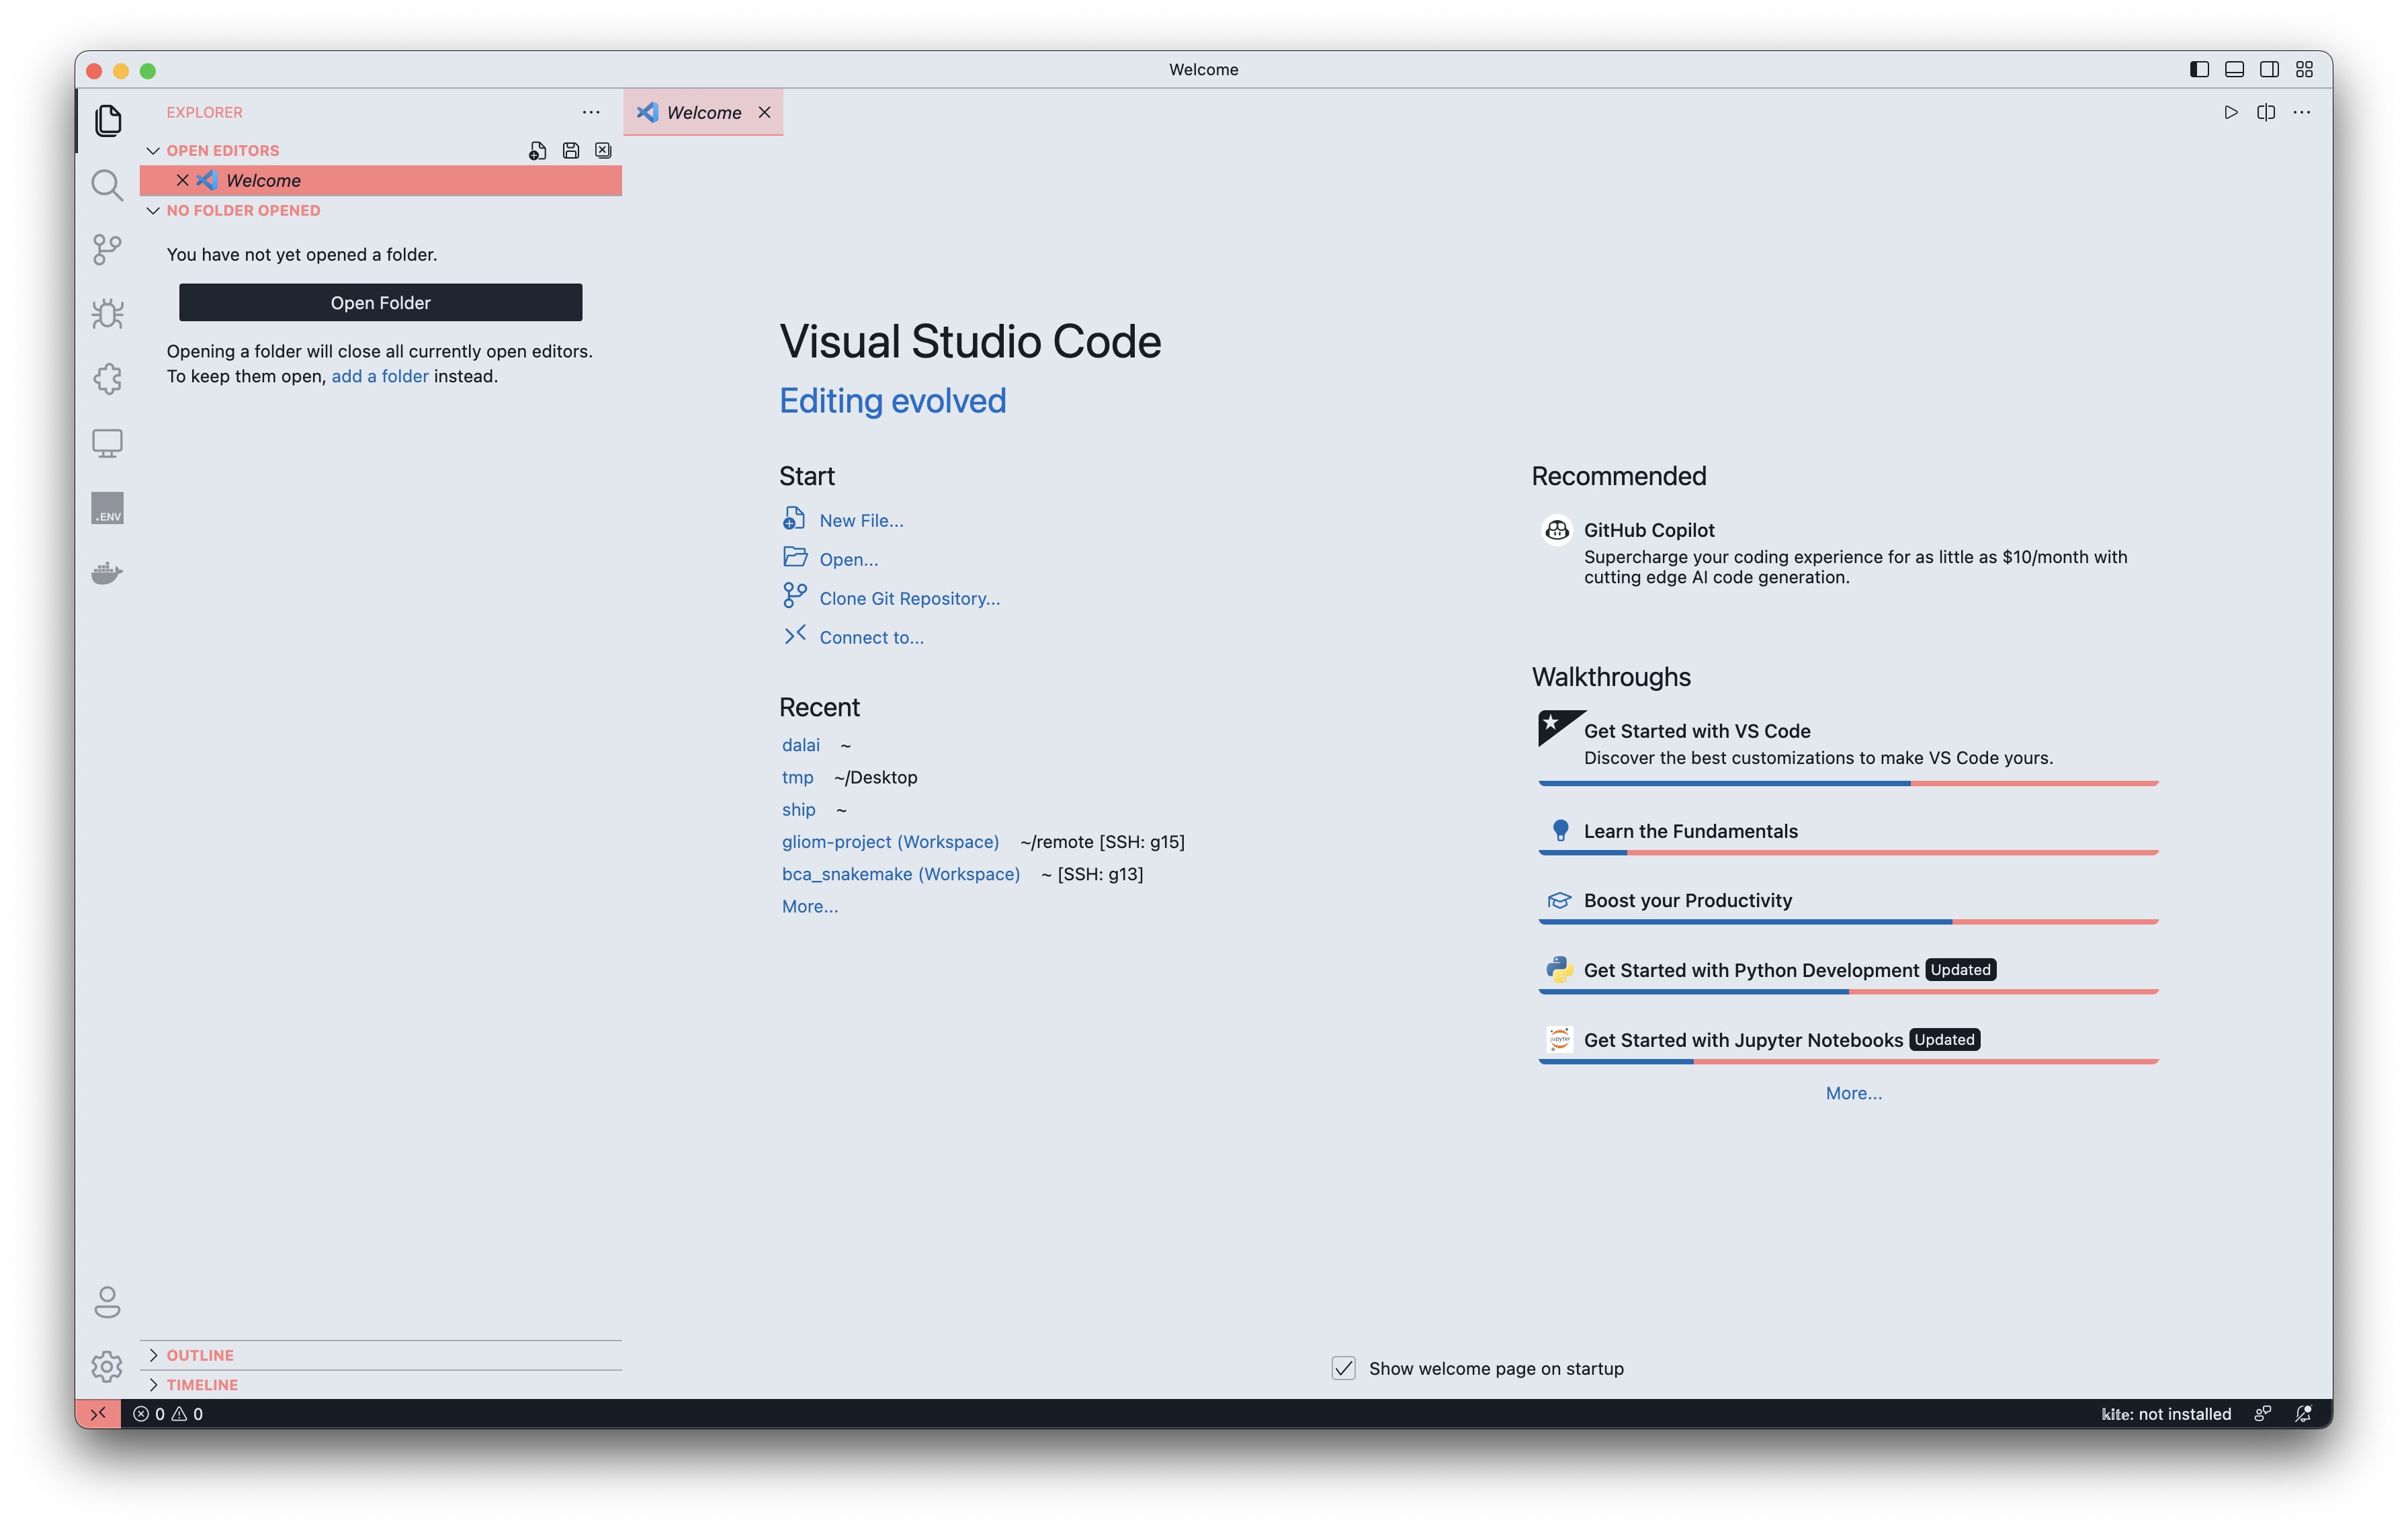 Welcome
EXPLORER
OPEN EDITORS
Welcome
NO FOLDER OPENED
You have not yet opened a folder.
Open Folder
Opening a folder will close all currently open editors.
To keep them open, add a folder instead.
.ENV
OUTLINE
TIMELINE
Welcome
Visual Studio Code
Editing evolved
Start
New File...
Open...
Clone Git Repository...
Connect to...
Recent
dalai ~
tmp ~/Desktop
ship ~
gliom-project (Workspace) ~/remote [SSH: g15]
bca_snakemake (Workspace) ~ [SSH: g13]
More...
Recommended
GitHub Copilot
Supercharge your coding experience for as little as $10/month with
cutting edge AI code generation.
Walkthroughs
Get Started with VS Code
Discover the best customizations to make VS Code yours.
Learn the Fundamentals
Boost your Productivity
Get Started with Python Development Updated
jupyter
Get Started with Jupyter Notebooks Updated
More...
Show welcome page on startup
0 0
kite: not installed